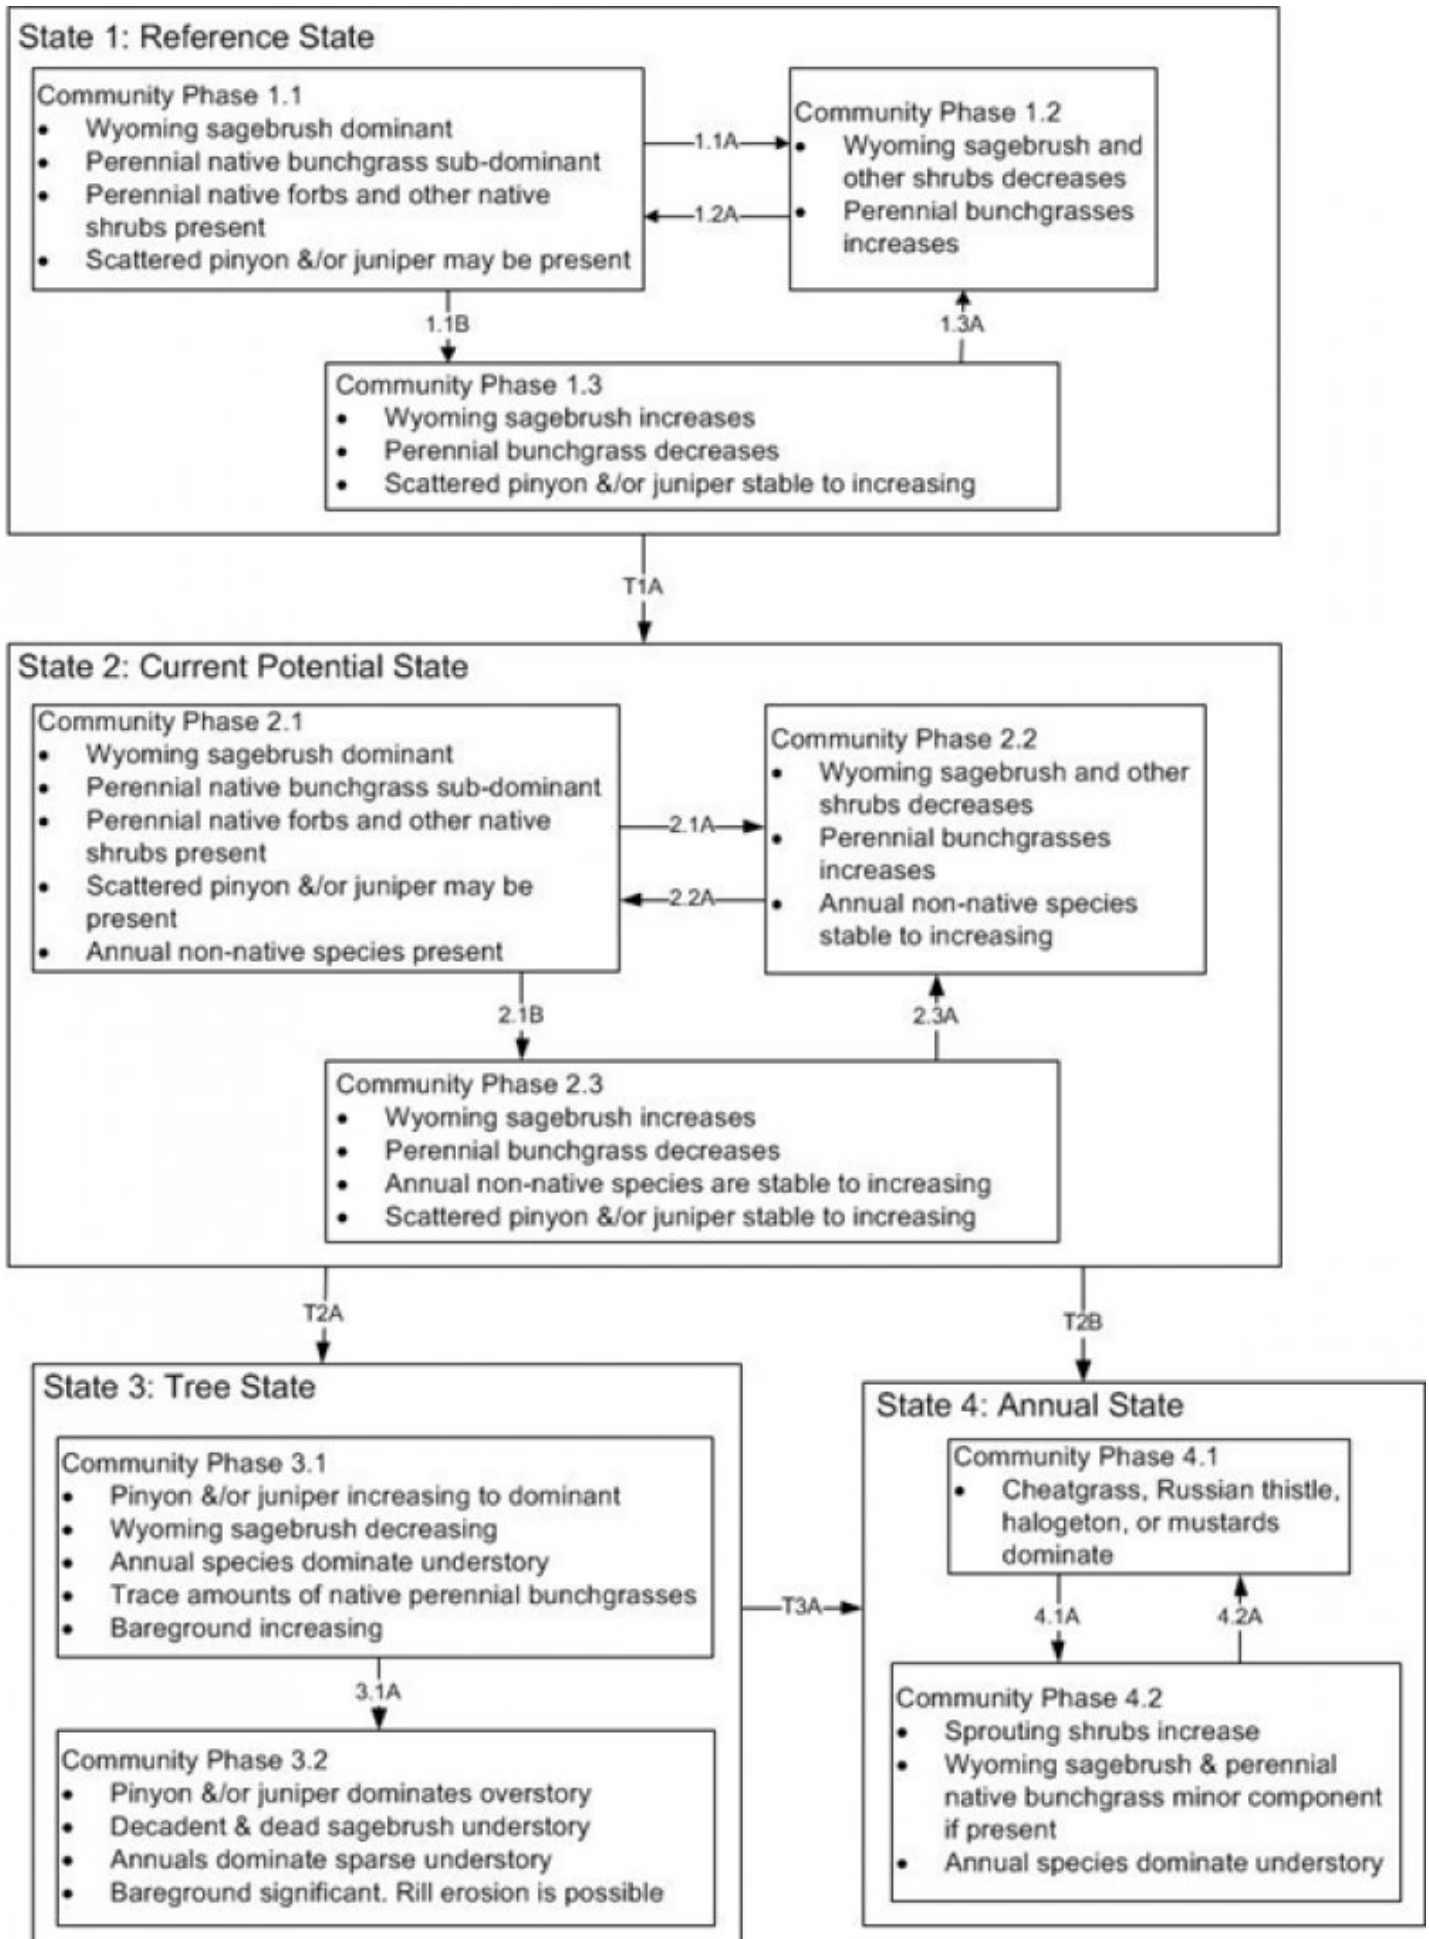 State 1: Reference State
Community Phase 1.1
• Wyoming sagebrush dominant
• Perennial native bunchgrass sub-dominant
• Perennial native forbs and other native
shrubs present
• Scattered pinyon &/or juniper may be present
1.1A
1.2A
Community Phase 1.2
• Wyoming sagebrush and
other shrubs decreases
• Perennial bunchgrasses
increases
1.1B
1.3A
Community Phase 1.3
• Wyoming sagebrush increases
• Perennial bunchgrass decreases
• Scattered pinyon &/or juniper stable to increasing
T1A
State 2: Current Potential State
Community Phase 2.1
• Wyoming sagebrush dominant
• Perennial native bunchgrass sub-dominant
• Perennial native forbs and other native
shrubs present
• Scattered pinyon &/or juniper may be
present
• Annual non-native species present
2.1A
2.2A
Community Phase 2.2
• Wyoming sagebrush and other
shrubs decreases
• Perennial bunchgrasses
increases
• Annual non-native species
stable to increasing
2.1B
2.3A
Community Phase 2.3
• Wyoming sagebrush increases
• Perennial bunchgrass decreases
• Annual non-native species are stable to increasing
• Scattered pinyon &/or juniper stable to increasing
T2A
T2B
State 3: Tree State
Community Phase 3.1
• Pinyon &/or juniper increasing to dominant
• Wyoming sagebrush decreasing
• Annual species dominate understory
• Trace amounts of native perennial bunchgrasses
• Bareground increasing
3.1A
Community Phase 3.2
• Pinyon &/or juniper dominates overstory
• Decadent & dead sagebrush understory
• Annuals dominate sparse understory
• Bareground significant. Rill erosion is possible
T3A
State 4: Annual State
Community Phase 4.1
• Cheatgrass, Russian thistle,
halogeton, or mustards
dominate
4.1A
4.2A
Community Phase 4.2
• Sprouting shrubs increase
• Wyoming sagebrush & perennial
native bunchgrass minor component
if present
• Annual species dominate understory